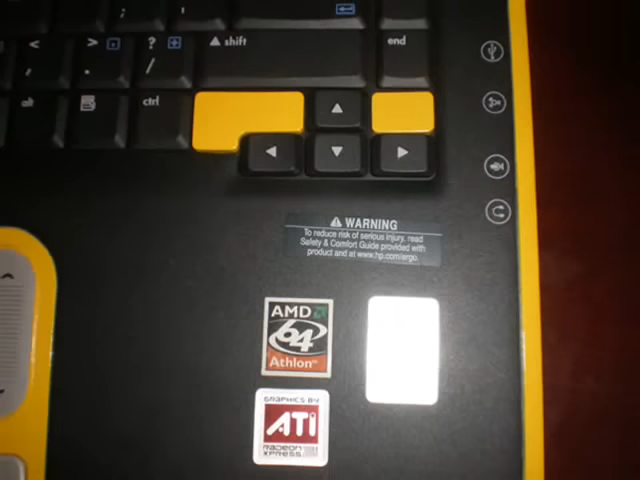 ;
'
<
,
>
.
?
/
shift
end
alt
ctrl
WARNING
To reduce risk of serious injury, read
Safety & Comfort Guide provided with
product and at www.hp.com/ergo.
AMD
64
Athlon™
GRAPHICS BY
ATI
RADEON
XPRESS